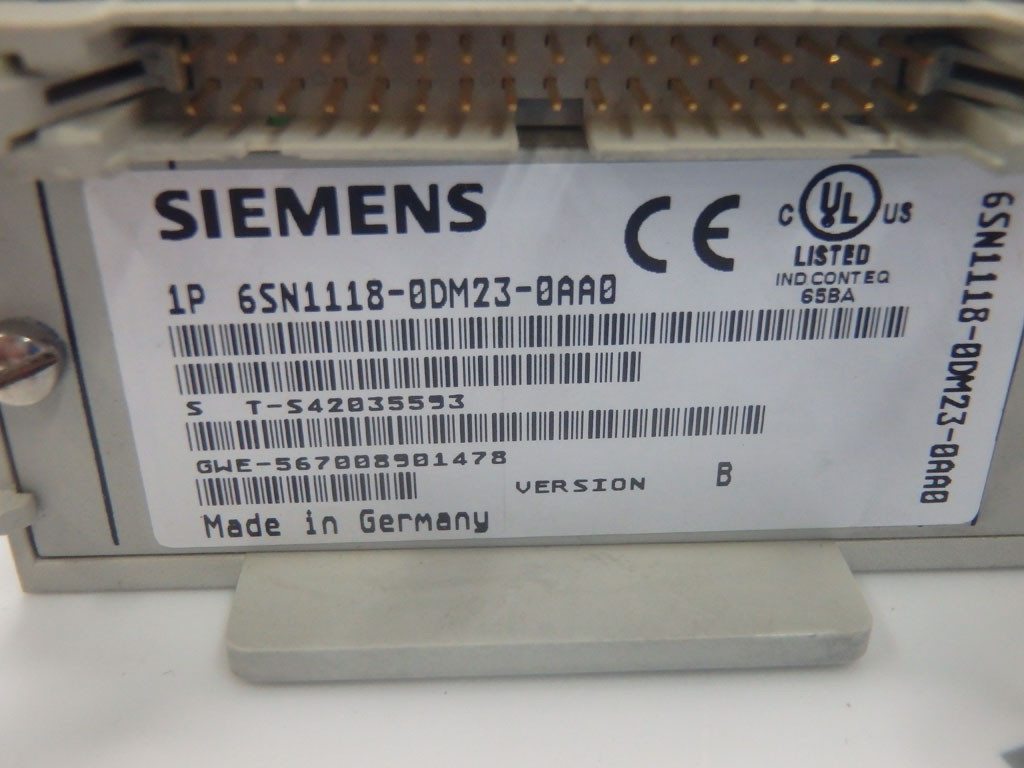 SIEMENS
CE
C UL US
LISTED
IND.CONT.EQ
65BA
1P 6SN1118-0DM23-0AA0
S T-S42035593
GWE-567008901478
VERSION B
Made in Germany
6SN1118-0DM23-0AA0